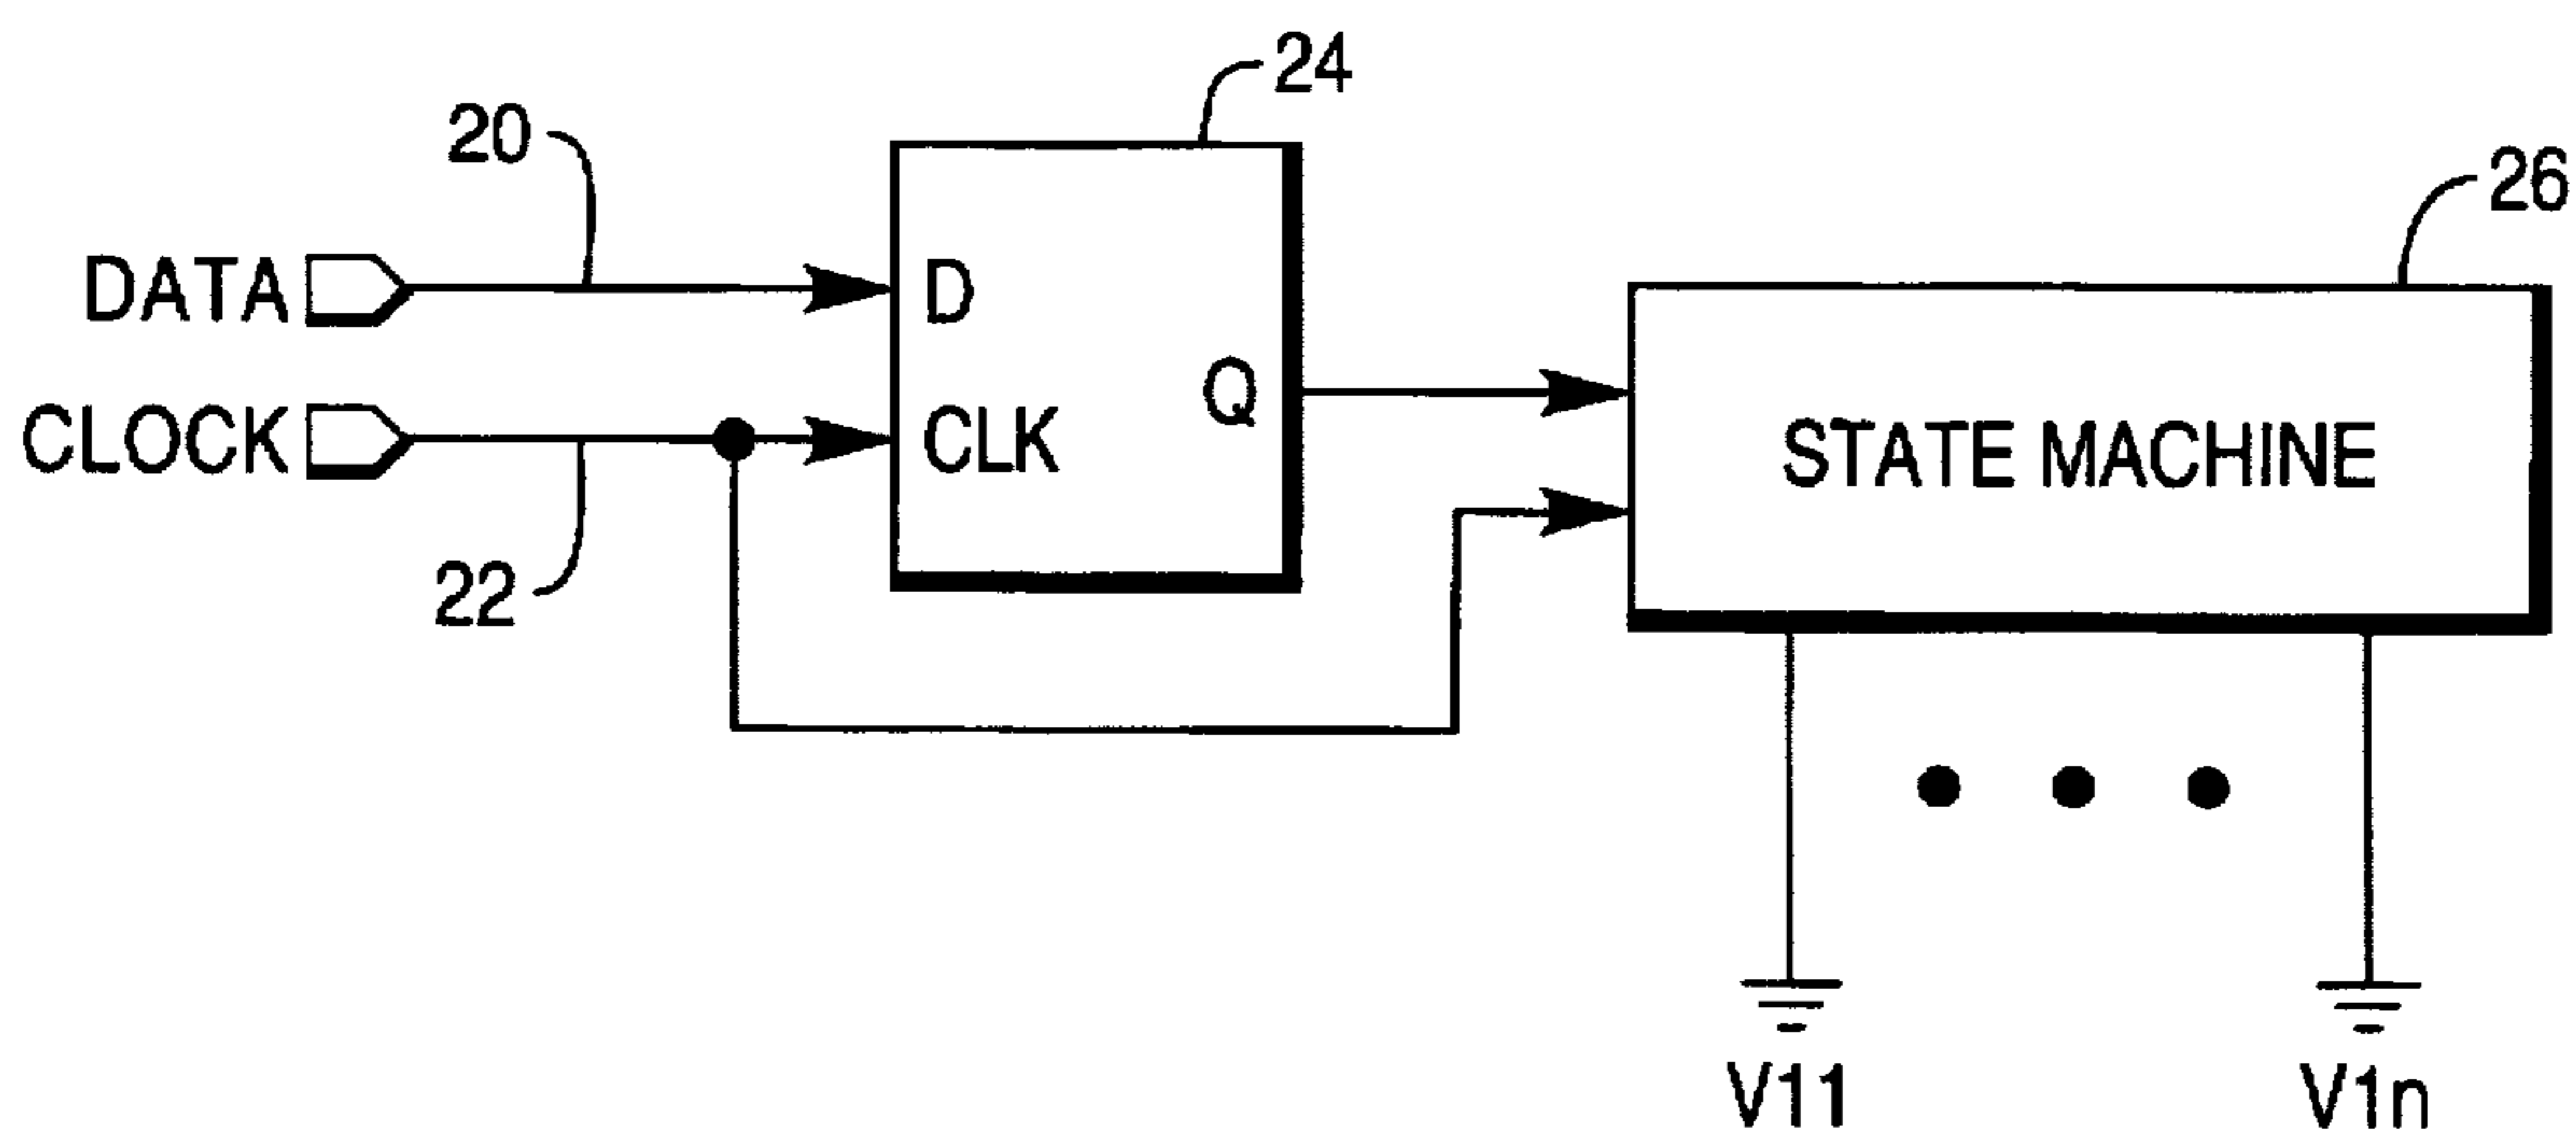 24
20
26
DATA
D
Q
CLOCK
CLK
STATE MACHINE
22
V11
V1n